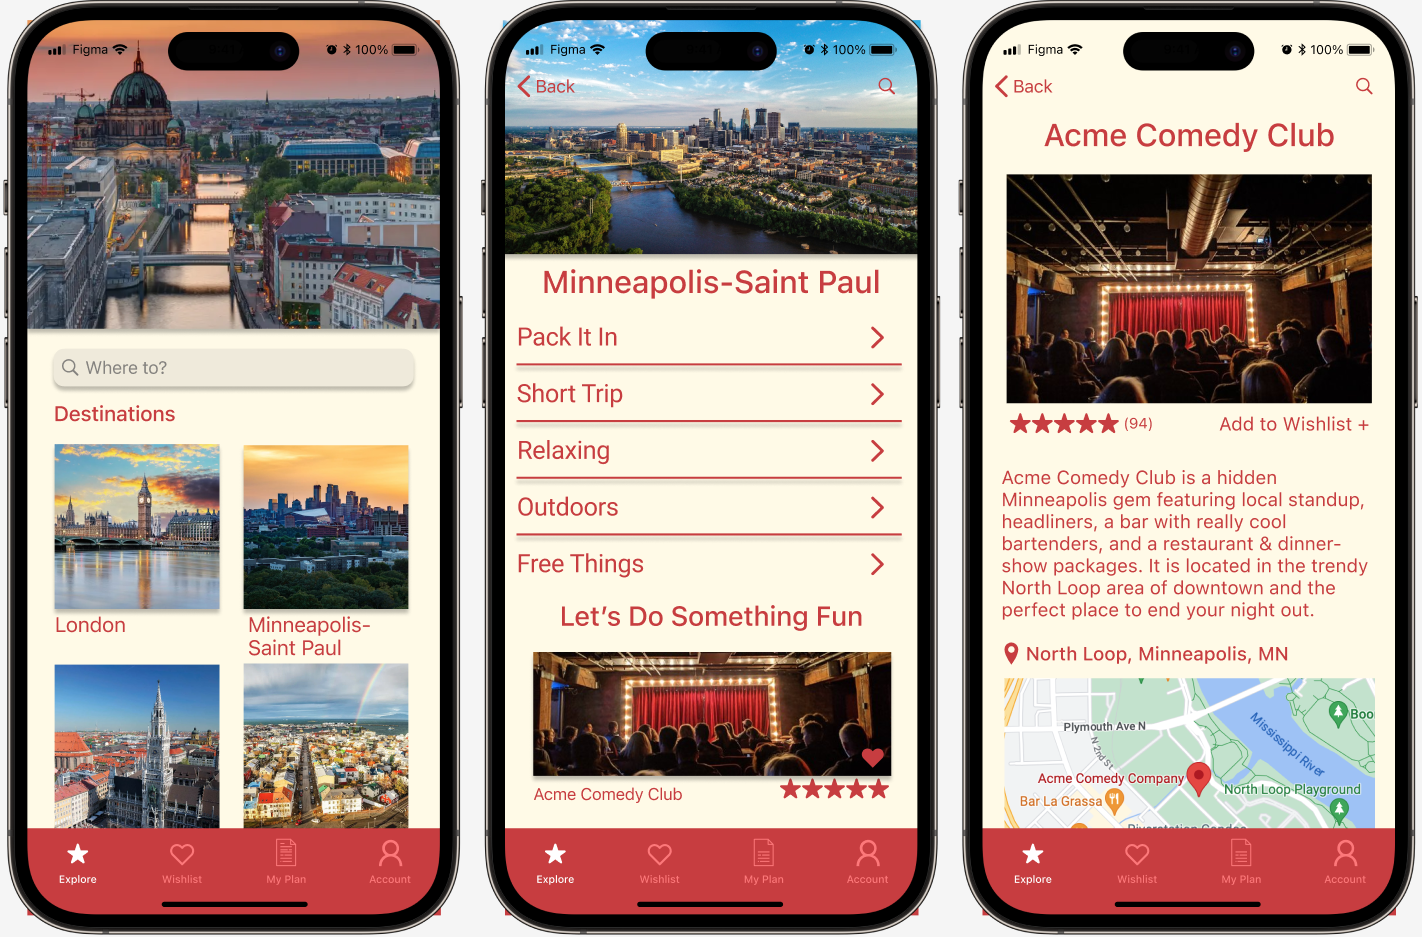 Figma 100%
Where to?
Destinations
London
Minneapolis-
Saint Paul
Explore
Wishlist
My Plan
Account
Figma 100%
Back
Minneapolis-Saint Paul
Pack It In
Short Trip
Relaxing
Outdoors
Free Things
Let’s Do Something Fun
Acme Comedy Club
Explore
Wishlist
My Plan
Account
Figma 100%
Back
Acme Comedy Club
(94)
Add to Wishlist +
Acme Comedy Club is a hidden
Minneapolis gem featuring local standup,
headliners, a bar with really cool
bartenders, and a restaurant & dinner-
show packages. It is located in the trendy
North Loop area of downtown and the
perfect place to end your night out.
North Loop, Minneapolis, MN
Plymouth Ave N
N 2nd St
Mississippi River
Boo
Acme Comedy Company
North Loop Playground
Bar La Grassa
Explore
Wishlist
My Plan
Account